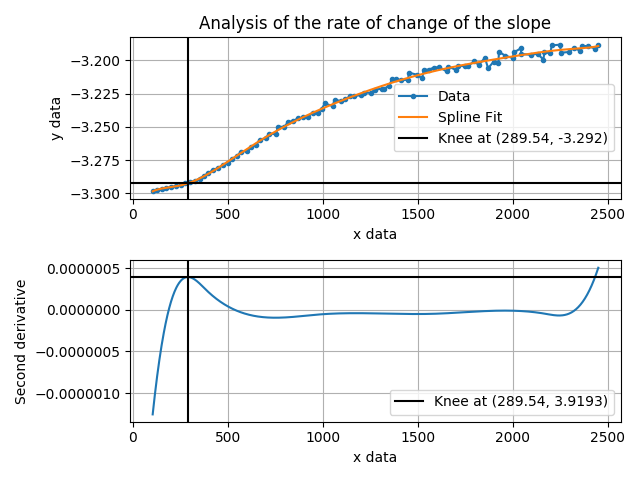 Analysis of the rate of change of the slope
−3.200
−3.225
−3.250
−3.275
−3.300
y data
Data
Spline Fit
Knee at (289.54, -3.292)
0 500 1000 1500 2000 2500
x data
0.0000005
0.0000000
−0.0000005
−0.0000010
Second derivative
Knee at (289.54, 3.9193)
0 500 1000 1500 2000 2500
x data